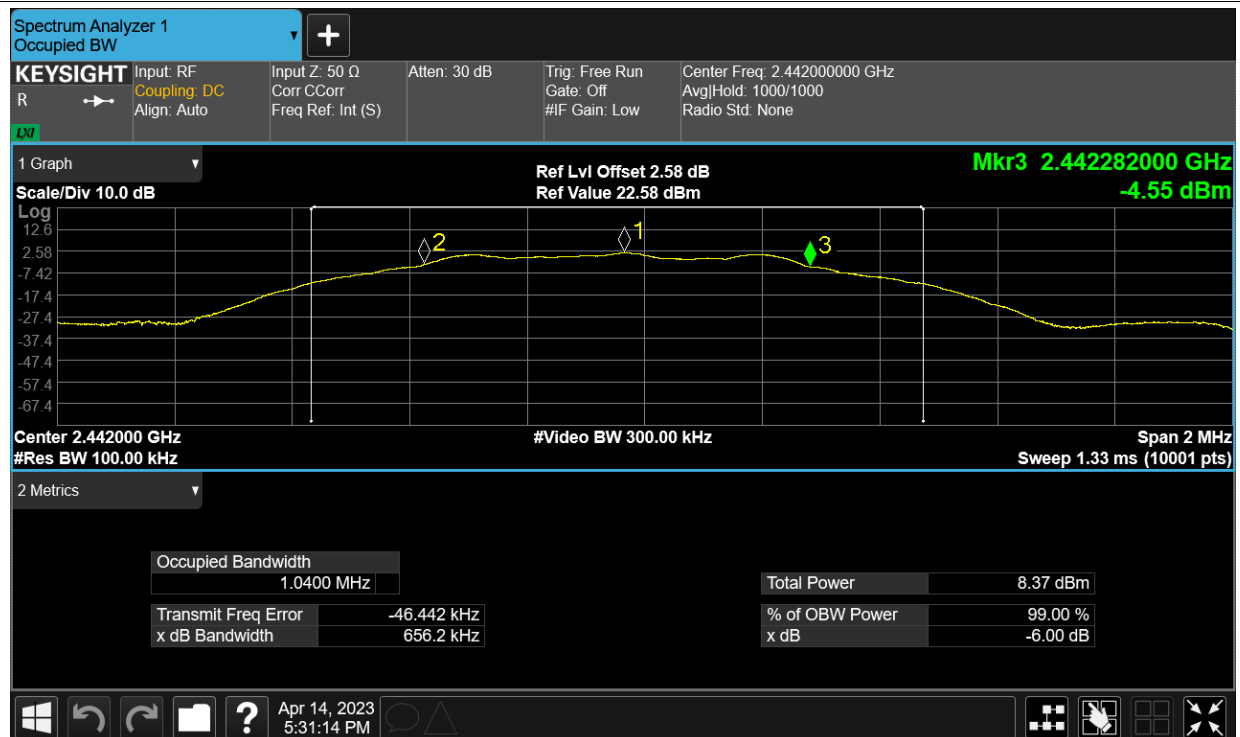 Spectrum Analyzer 1
Occupied BW
KEYSIGHT
R
LXI
Input: RF
Coupling: DC
Align: Auto
Input Z: 50 Ω
Corr CCorr
Freq Ref: Int (S)
Atten: 30 dB
Trig: Free Run
Gate: Off
#IF Gain: Low
Center Freq: 2.442000000 GHz
Avg|Hold: 1000/1000
Radio Std: None
1 Graph
Scale/Div 10.0 dB
Ref Lvl Offset 2.58 dB
Ref Value 22.58 dBm
Mkr3 2.442282000 GHz
-4.55 dBm
Log
12.6
2.58
-7.42
-17.4
-27.4
-37.4
-47.4
-57.4
-67.4
2
1
3
Center 2.442000 GHz
#Res BW 100.00 kHz
#Video BW 300.00 kHz
Span 2 MHz
Sweep 1.33 ms (10001 pts)
2 Metrics
Occupied Bandwidth
1.0400 MHz
Transmit Freq Error -46.442 kHz
x dB Bandwidth 656.2 kHz
Total Power 8.37 dBm
% of OBW Power 99.00 %
x dB -6.00 dB
?
Apr 14, 2023
5:31:14 PM